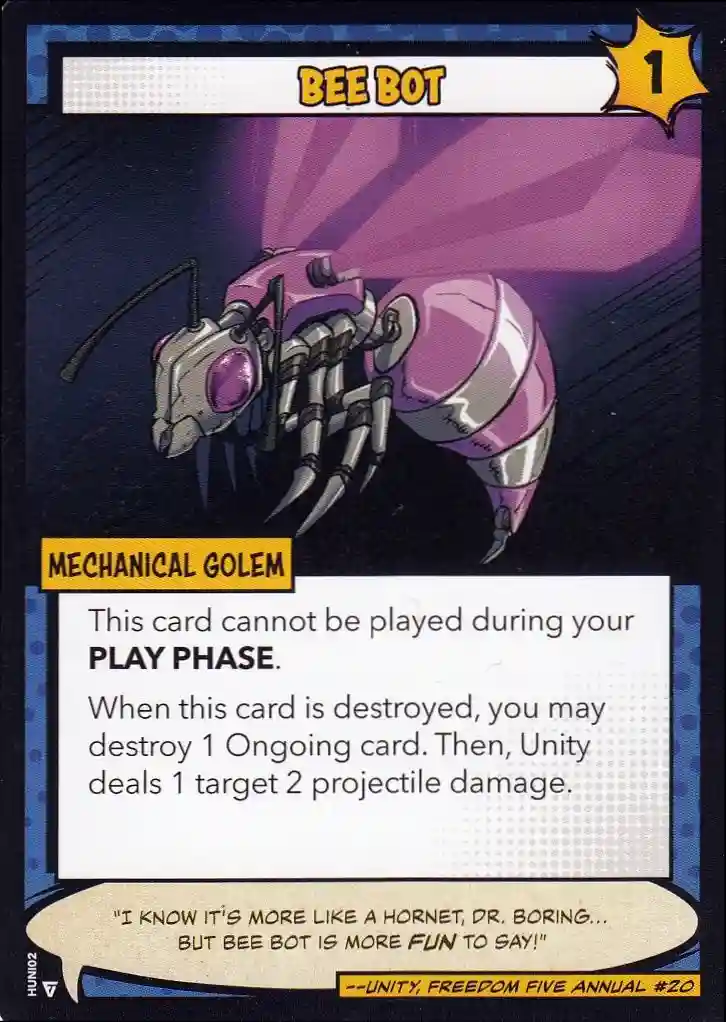 BEE BOT
1
MECHANICAL GOLEM
This card cannot be played during your
PLAY PHASE.
When this card is destroyed, you may
destroy 1 Ongoing card. Then, Unity
deals 1 target 2 projectile damage.
"I KNOW IT'S MORE LIKE A HORNET, DR. BORING...
BUT BEE BOT IS MORE FUN TO SAY!"
--UNITY, FREEDOM FIVE ANNUAL #20
HUNI02